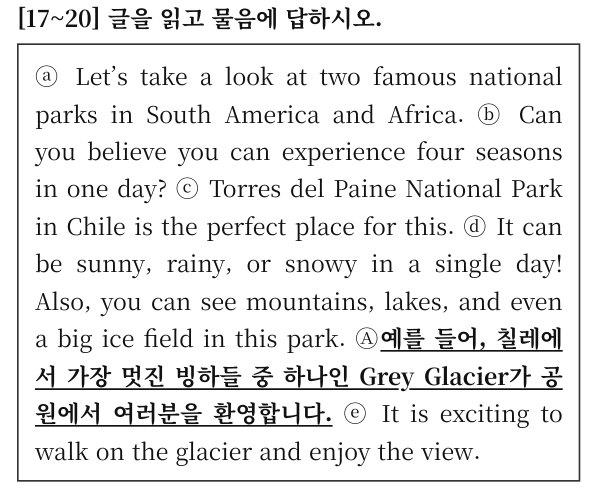 [17~20] 글을 읽고 물음에 답하시오.
ⓐ Let’s take a look at two famous national
parks in South America and Africa. ⓑ Can
you believe you can experience four seasons
in one day? ⓒ Torres del Paine National Park
in Chile is the perfect place for this. ⓓ It can
be sunny, rainy, or snowy in a single day!
Also, you can see mountains, lakes, and even
a big ice field in this park. Ⓐ예를 들어, 칠레에
서 가장 멋진 빙하들 중 하나인 Grey Glacier가 공
원에서 여러분을 환영합니다. ⓔ It is exciting to
walk on the glacier and enjoy the view.